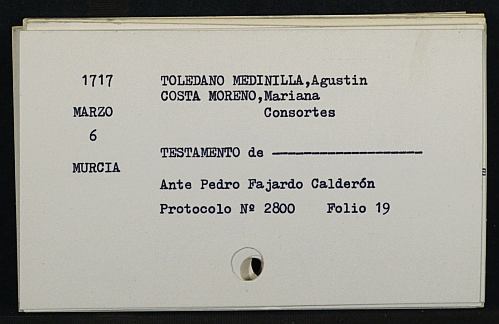 1717 TOLEDANO MEDINILLA,Agustin
COSTA MORENO,Mariana
MARZO Consortes
6
TESTAMENTO de --------------------
MURCIA
Ante Pedro Fajardo Calderón
Protocolo Nº 2800 Folio 19